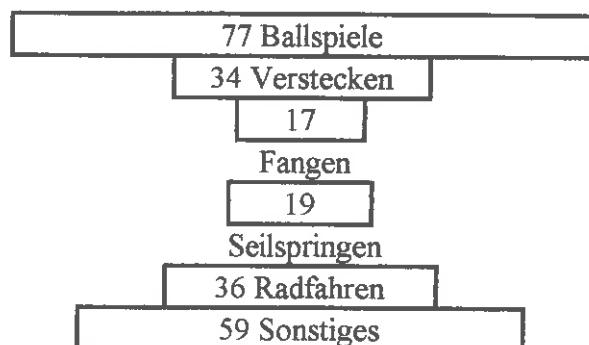 77 Ballspiele
34 Verstecken
17
Fangen
19
Seilspringen
36 Radfahren
59 Sonstiges